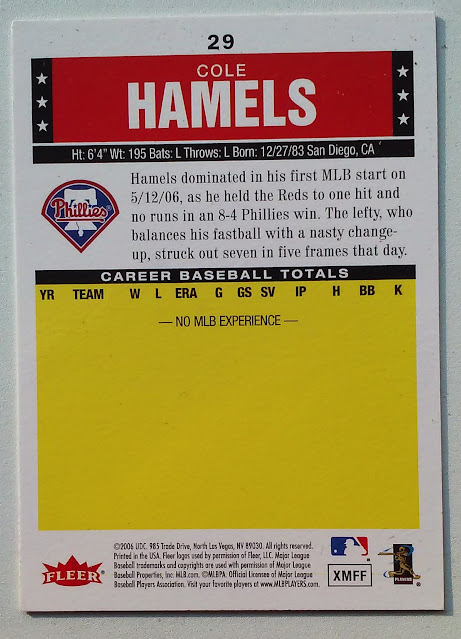 29
COLE
HAMELS
Ht: 6'4" Wt: 195 Bats: L Throws: L Born: 12/27/83 San Diego, CA
Phillies
Hamels dominated in his first MLB start on
5/12/06, as he held the Reds to one hit and
no runs in an 8-4 Phillies win. The lefty, who
balances his fastball with a nasty change-
up, struck out seven in five frames that day.
CAREER BASEBALL TOTALS
YR TEAM W L ERA G GS SV IP H BB K
— NO MLB EXPERIENCE —
©2006 UDC. 985 Trade Drive, North Las Vegas, NV 89030. All rights reserved.
Printed in the USA. Fleer logos used by permission of Fleer, LLC. Major League
Baseball trademarks and copyrights are used with permission of Major League
Baseball Properties, Inc. MLB.com. ©MLBPA. Official Licensee of Major League
Baseball Players Association. Visit your favorite players at www.MLBPLAYERS.com.
FLEER
XMFF
PLAYERS